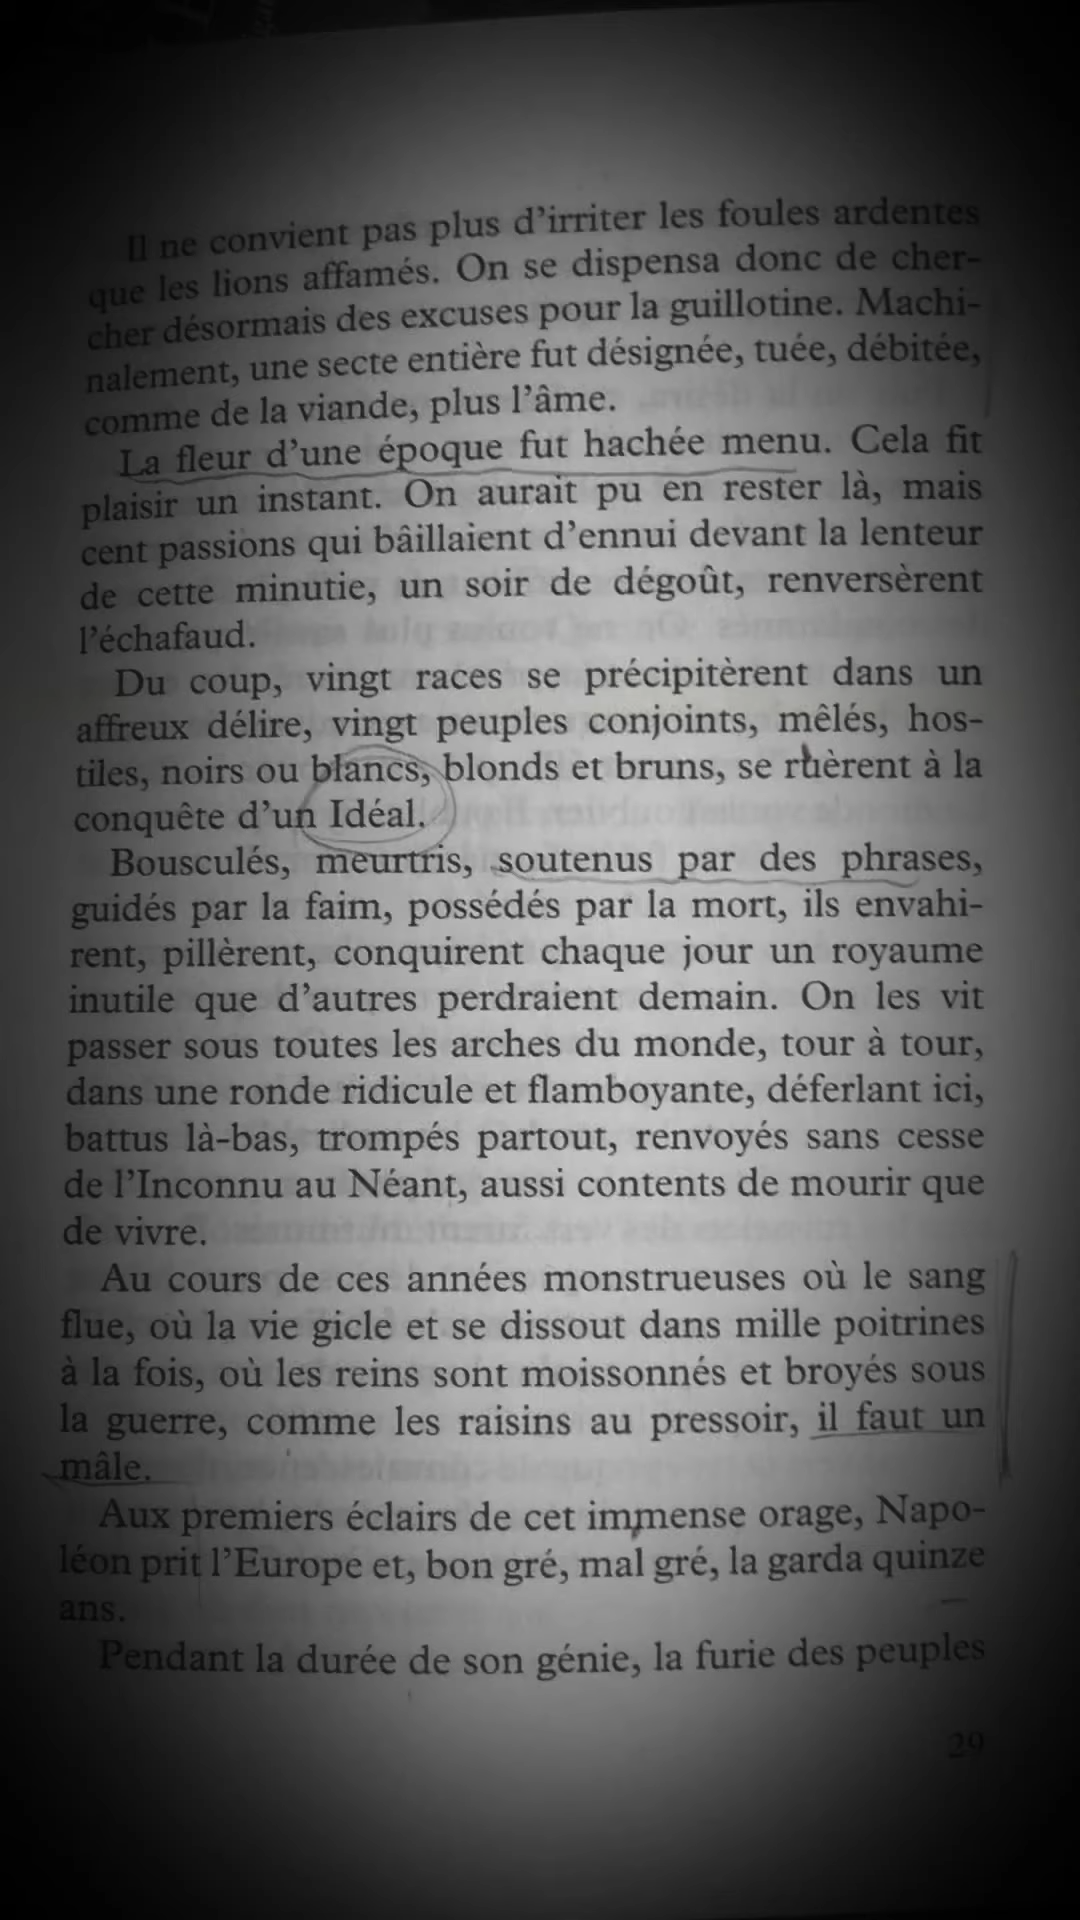 Il ne convient pas plus d'irriter les foules ardentes
que les lions affamés. On se dispensa donc de cher-
cher désormais des excuses pour la guillotine. Machi-
nalement, une secte entière fut désignée, tuée, débitée,
comme de la viande, plus l'âme.
La fleur d'une époque fut hachée menu. Cela fit
plaisir un instant. On aurait pu en rester là, mais
cent passions qui bâillaient d'ennui devant la lenteur
de cette minutie, un soir de dégoût, renversèrent
l'échafaud.
Du coup, vingt races se précipitèrent dans un
affreux délire, vingt peuples conjoints, mêlés, hos-
tiles, noirs ou blancs, blonds et bruns, se ruèrent à la
conquête d'un Idéal.
Bousculés, meurtris, soutenus par des phrases,
guidés par la faim, possédés par la mort, ils envahi-
rent, pillèrent, conquirent chaque jour un royaume
inutile que d'autres perdraient demain. On les vit
passer sous toutes les arches du monde, tour à tour,
dans une ronde ridicule et flamboyante, déferlant ici,
battus là-bas, trompés partout, renvoyés sans cesse
de l'Inconnu au Néant, aussi contents de mourir que
de vivre.
Au cours de ces années monstrueuses où le sang
flue, où la vie gicle et se dissout dans mille poitrines
à la fois, où les reins sont moissonnés et broyés sous
la guerre, comme les raisins au pressoir, il faut un
mâle.
Aux premiers éclairs de cet immense orage, Napo-
léon prit l'Europe et, bon gré, mal gré, la garda quinze
ans.
Pendant la durée de son génie, la furie des peuples
29